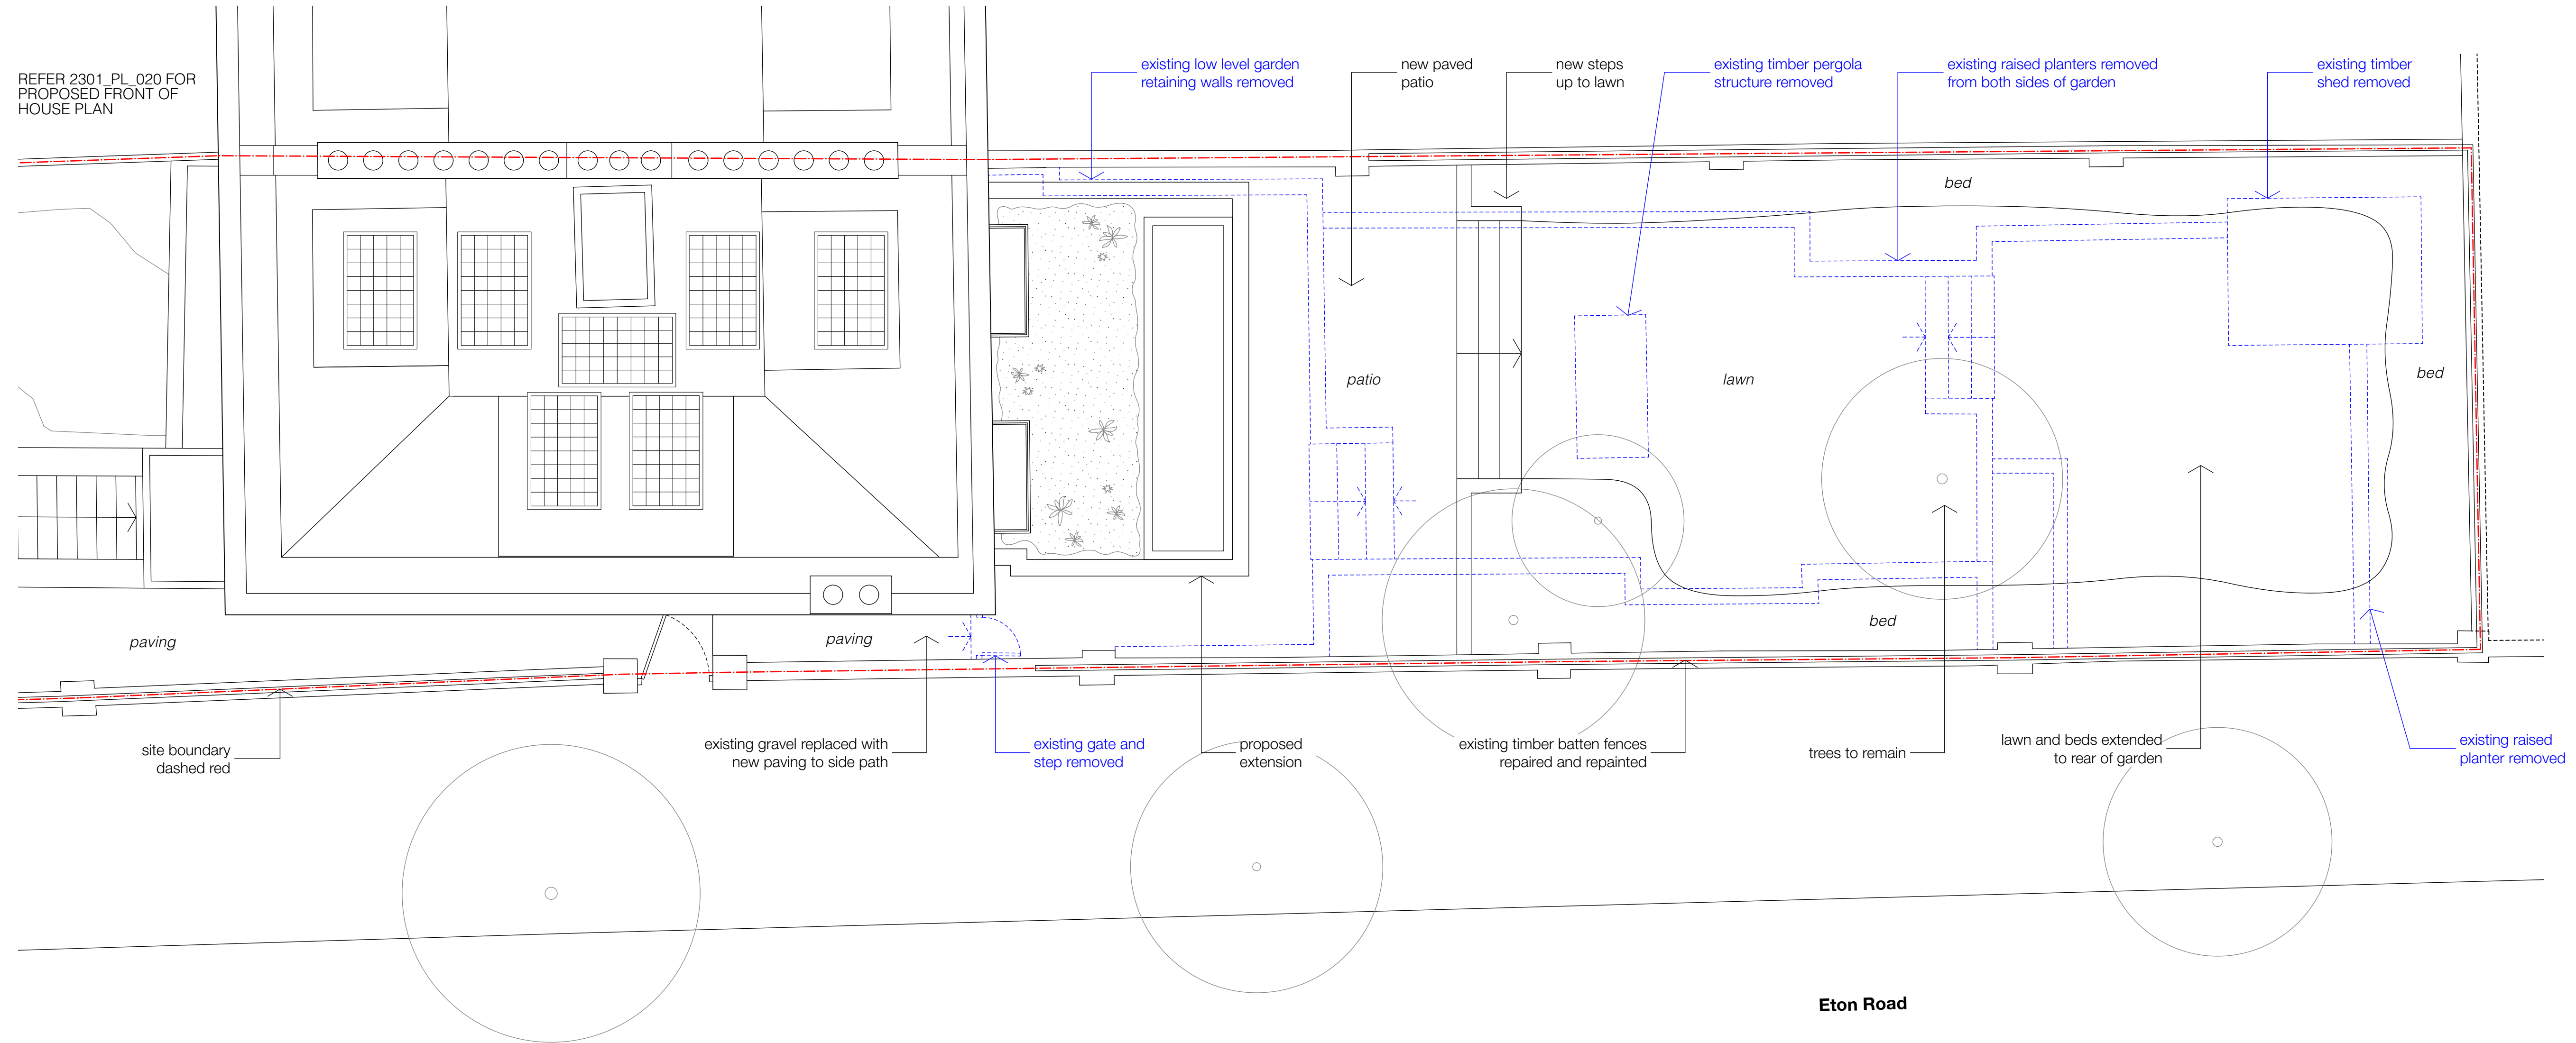 REFER 2301_PL_020 FOR
PROPOSED FRONT OF
HOUSE PLAN
existing low level garden
retaining walls removed
new paved
patio
new steps
up to lawn
existing timber pergola
structure removed
existing raised planters removed
from both sides of garden
existing timber
shed removed
bed
patio
lawn
bed
paving
paving
bed
site boundary
dashed red
existing gravel replaced with
new paving to side path
existing gate and
step removed
proposed
extension
existing timber batten fences
repaired and repainted
trees to remain
lawn and beds extended
to rear of garden
existing raised
planter removed
Eton Road